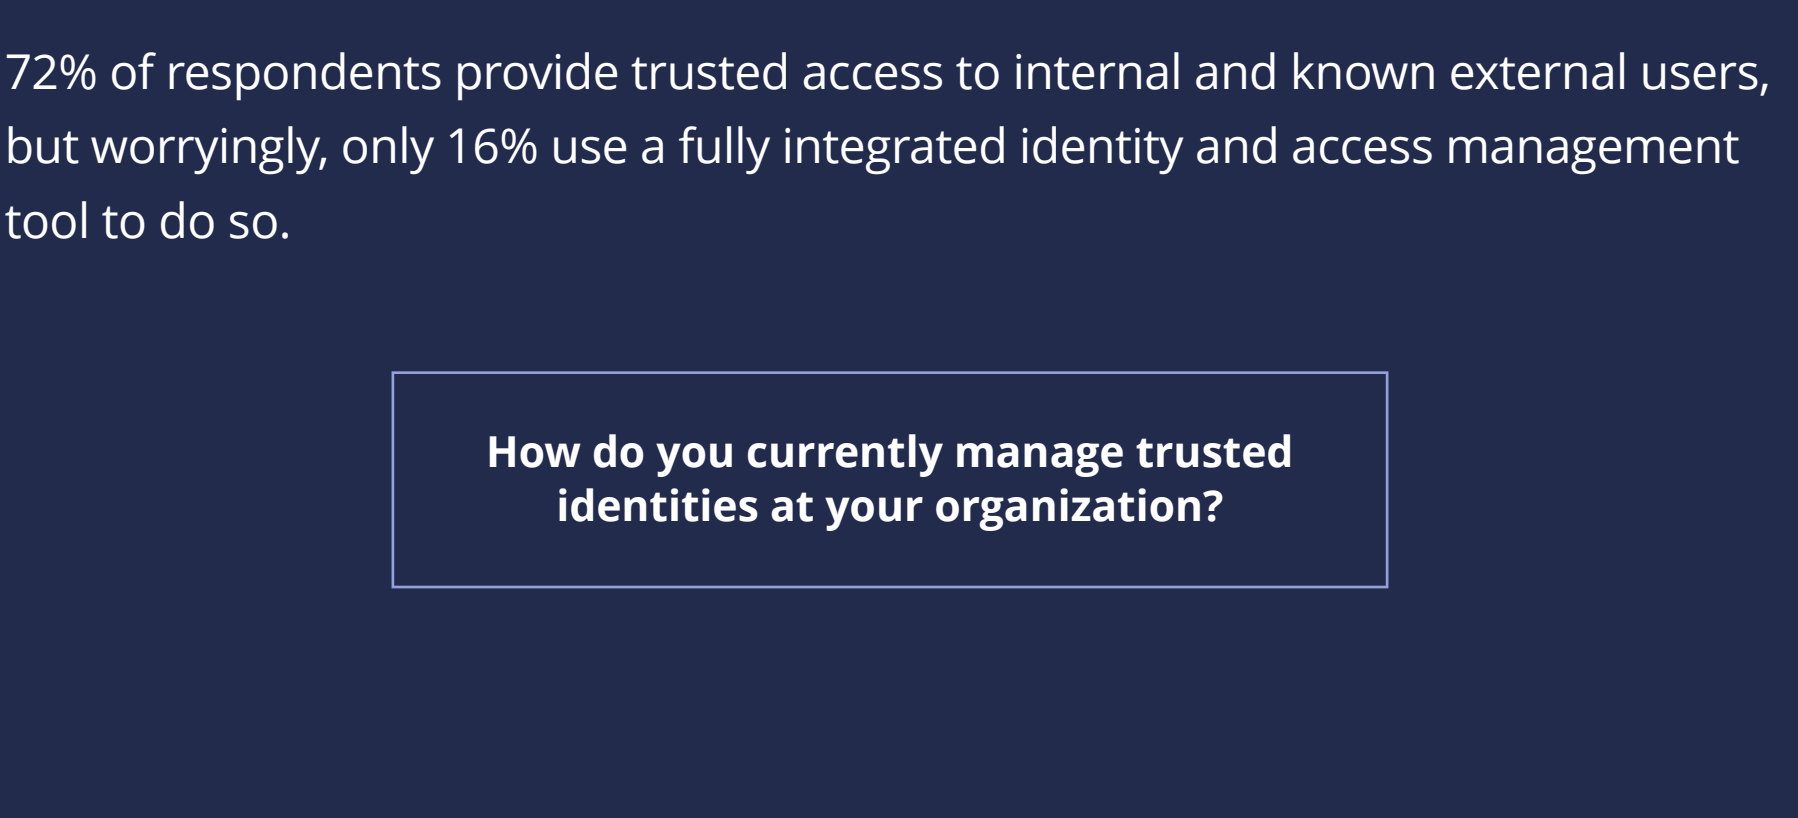 72% of respondents provide trusted access to internal and known external users,
but worryingly, only 16% use a fully integrated identity and access management
tool to do so.
How do you currently manage trusted
identities at your organization?